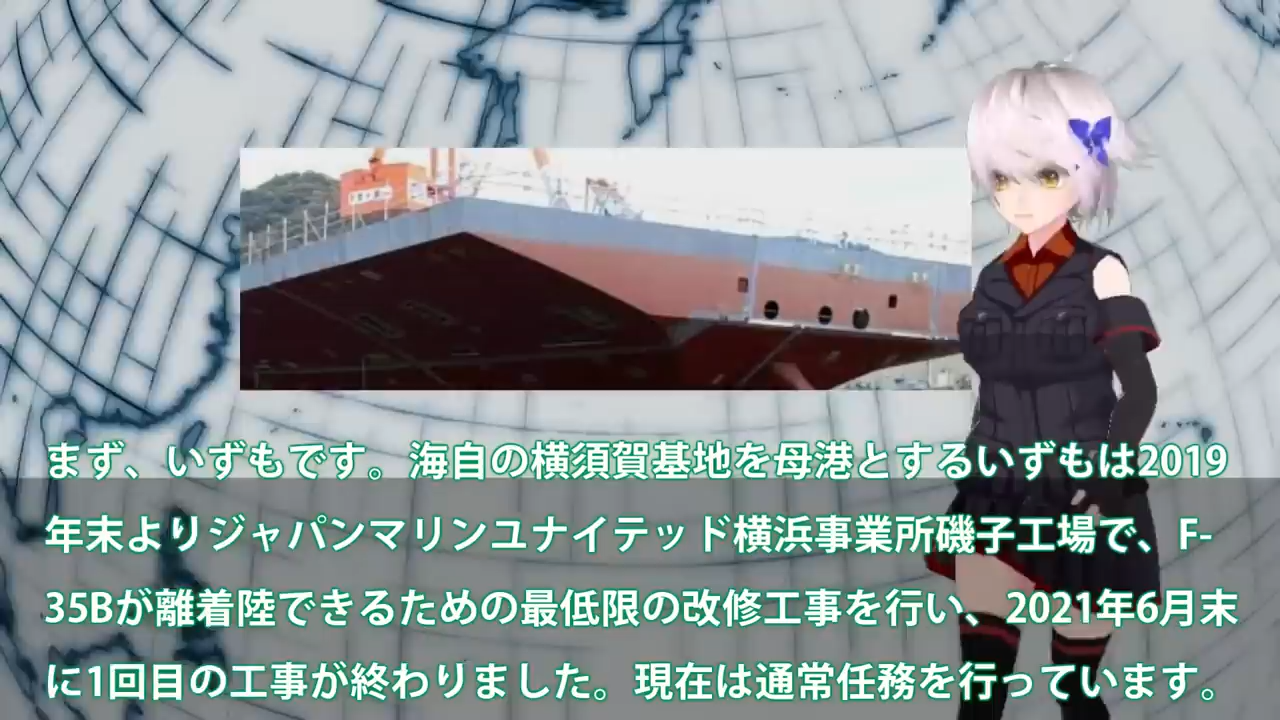 まず、いずもです。海自の横須賀基地を母港とするいずもは2019
年末よりジャパンマリンユナイテッド横浜事業所磯子工場で、F-
35Bが離着陸できるための最低限の改修工事を行い、2021年6月末
に1回目の工事が終わりました。現在は通常任務を行っています。